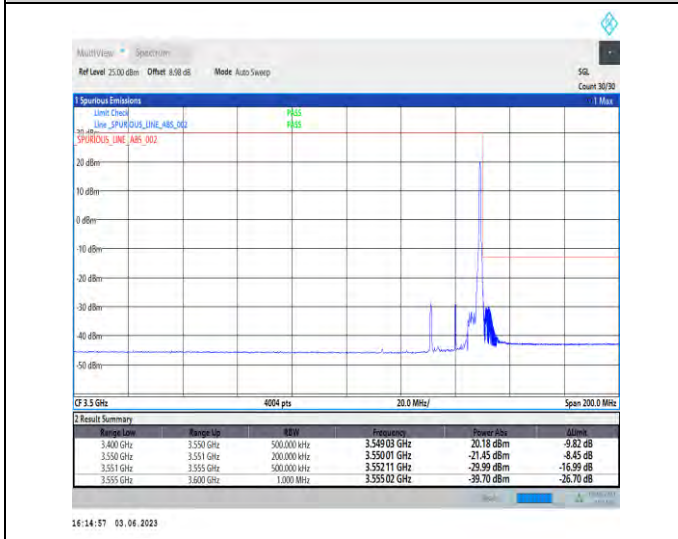 MultiView Spectrum
Ref Level 25.00 dBm Offset 8.98 dB Mode Auto Sweep SGL
Count 30/30
1 Spurious Emissions 1 Max
Limit Check PASS
Line _SPURIOUS_LINE_ABS_002 PASS
_SPURIOUS_LINE_ABS_002
20 dBm
10 dBm
0 dBm
-10 dBm
-20 dBm
-30 dBm
-40 dBm
-50 dBm
CF 3.5 GHz 4004 pts 20.0 MHz/ Span 200.0 MHz
2 Result Summary
Range Low Range Up RBW Frequency Power Abs ΔLimit
3.400 GHz 3.550 GHz 500.000 kHz 3.549 03 GHz 20.18 dBm -9.82 dB
3.550 GHz 3.551 GHz 200.000 kHz 3.550 01 GHz -21.45 dBm -8.45 dB
3.551 GHz 3.555 GHz 500.000 kHz 3.552 11 GHz -29.99 dBm -16.99 dB
3.555 GHz 3.600 GHz 1.000 MHz 3.555 02 GHz -39.70 dBm -26.70 dB
16:14:57 03.06.2023